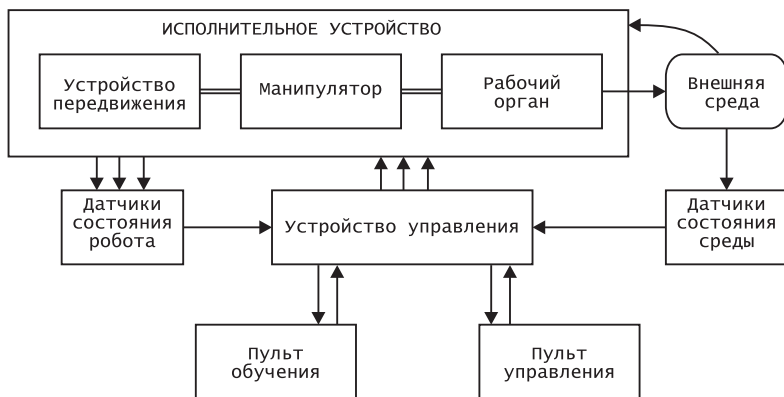 ИСПОЛНИТЕЛЬНОЕ УСТРОЙСТВО
Устройство
передвижения
Манипулятор
Рабочий
орган
Внешняя
среда
Датчики
состояния
робота
Устройство управления
Датчики
состояния
среды
Пульт
обучения
Пульт
управления